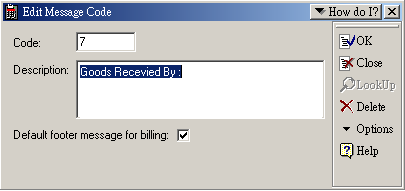 Edit Message Code
How do I?
Code:
7
Description:
Goods Recevied By :
Default footer message for billing:
OK
Close
LookUp
Delete
Options
Help